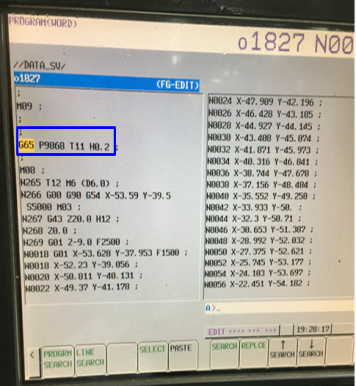 PROGRAM(WORD)
O1827 N00
//DATA_SV/
O1827 (FG-EDIT)
;
M09 ;
;
;
G65 P9868 T11 H0.2 ;
;
M00 ;
N265 T12 M6 (D6.0) ;
N266 G00 G90 G54 X-53.59 Y-39.5
S5000 M03 ;
N267 G43 Z20.0 H12 ;
N268 Z0.0 ;
N269 G01 Z-9.0 F2500 ;
N0018 G01 X-53.628 Y-37.953 F1500 ;
N0018 X-52.23 Y-39.056 ;
N0020 X-50.811 Y-40.131 ;
N0022 X-49.37 Y-41.178 ;
N0024 X-47.909 Y-42.196 ;
N0026 X-46.428 Y-43.185 ;
N0028 X-44.927 Y-44.145 ;
N0030 X-43.408 Y-45.074 ;
N0032 X-41.871 Y-45.973 ;
N0034 X-40.316 Y-46.841 ;
N0036 X-38.744 Y-47.678 ;
N0038 X-37.156 Y-48.484 ;
N0040 X-35.552 Y-49.258 ;
N0042 X-33.933 Y-50. ;
N0044 X-32.3 Y-50.71 ;
N0046 X-30.653 Y-51.387 ;
N0048 X-28.992 Y-52.032 ;
N0050 X-27.375 Y-52.621 ;
N0052 X-25.745 Y-53.177 ;
N0054 X-24.103 Y-53.697 ;
N0056 X-22.451 Y-54.182 ;
A>_
EDIT **** *** *** 19:20:17
< PROGRM SEARCH LINE SEARCH SELECT PASTE SEARCH REPLCE ↑ SEARCH ↓ SEARCH